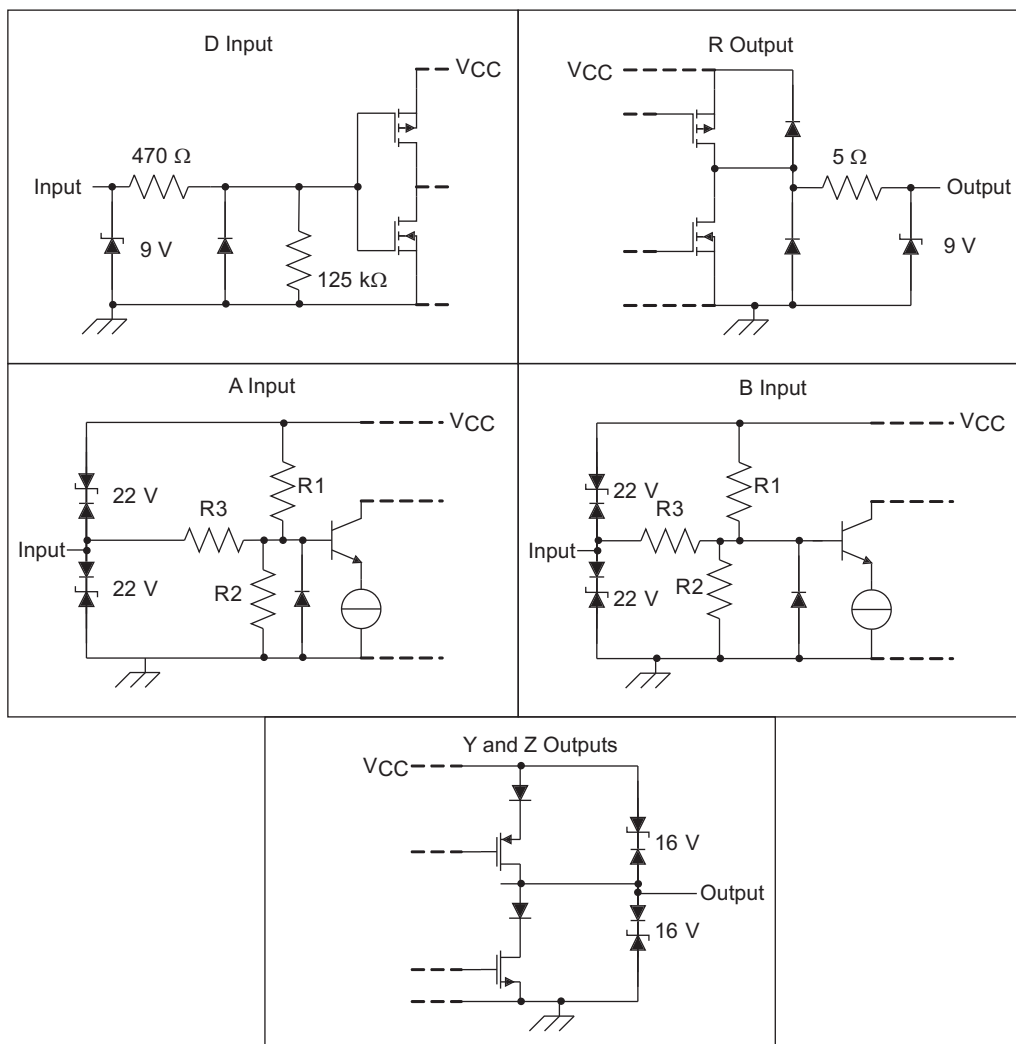 D Input
VCC
470 Ω
Input
9 V
125 kΩ
R Output
VCC
5 Ω
Output
9 V
A Input
VCC
22 V
R1
R3
Input
22 V
R2
B Input
VCC
22 V
R1
R3
Input
22 V
R2
Y and Z Outputs
VCC
16 V
Output
16 V